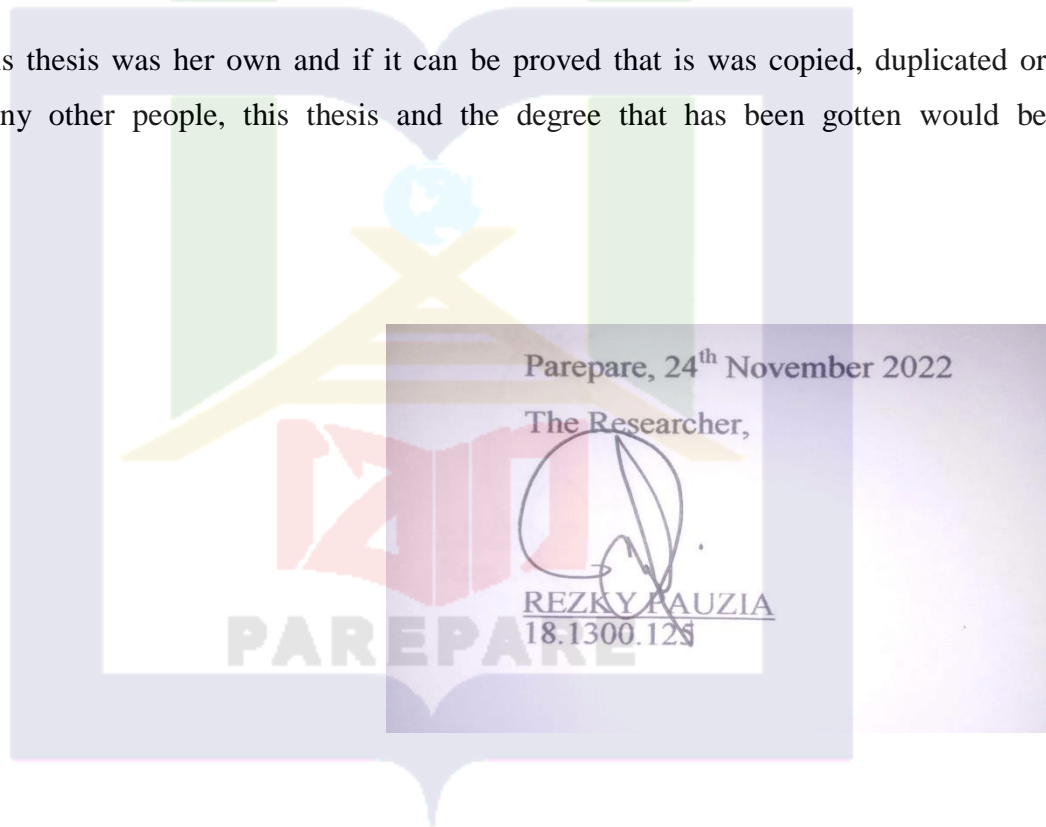 is thesis was her own and if it can be proved that is was copied, duplicated or
ny other people, this thesis and the degree that has been gotten would be
Parepare, 24th November 2022
The Researcher,
REZKY PAUZIA
18.1300.125
PAREPARE